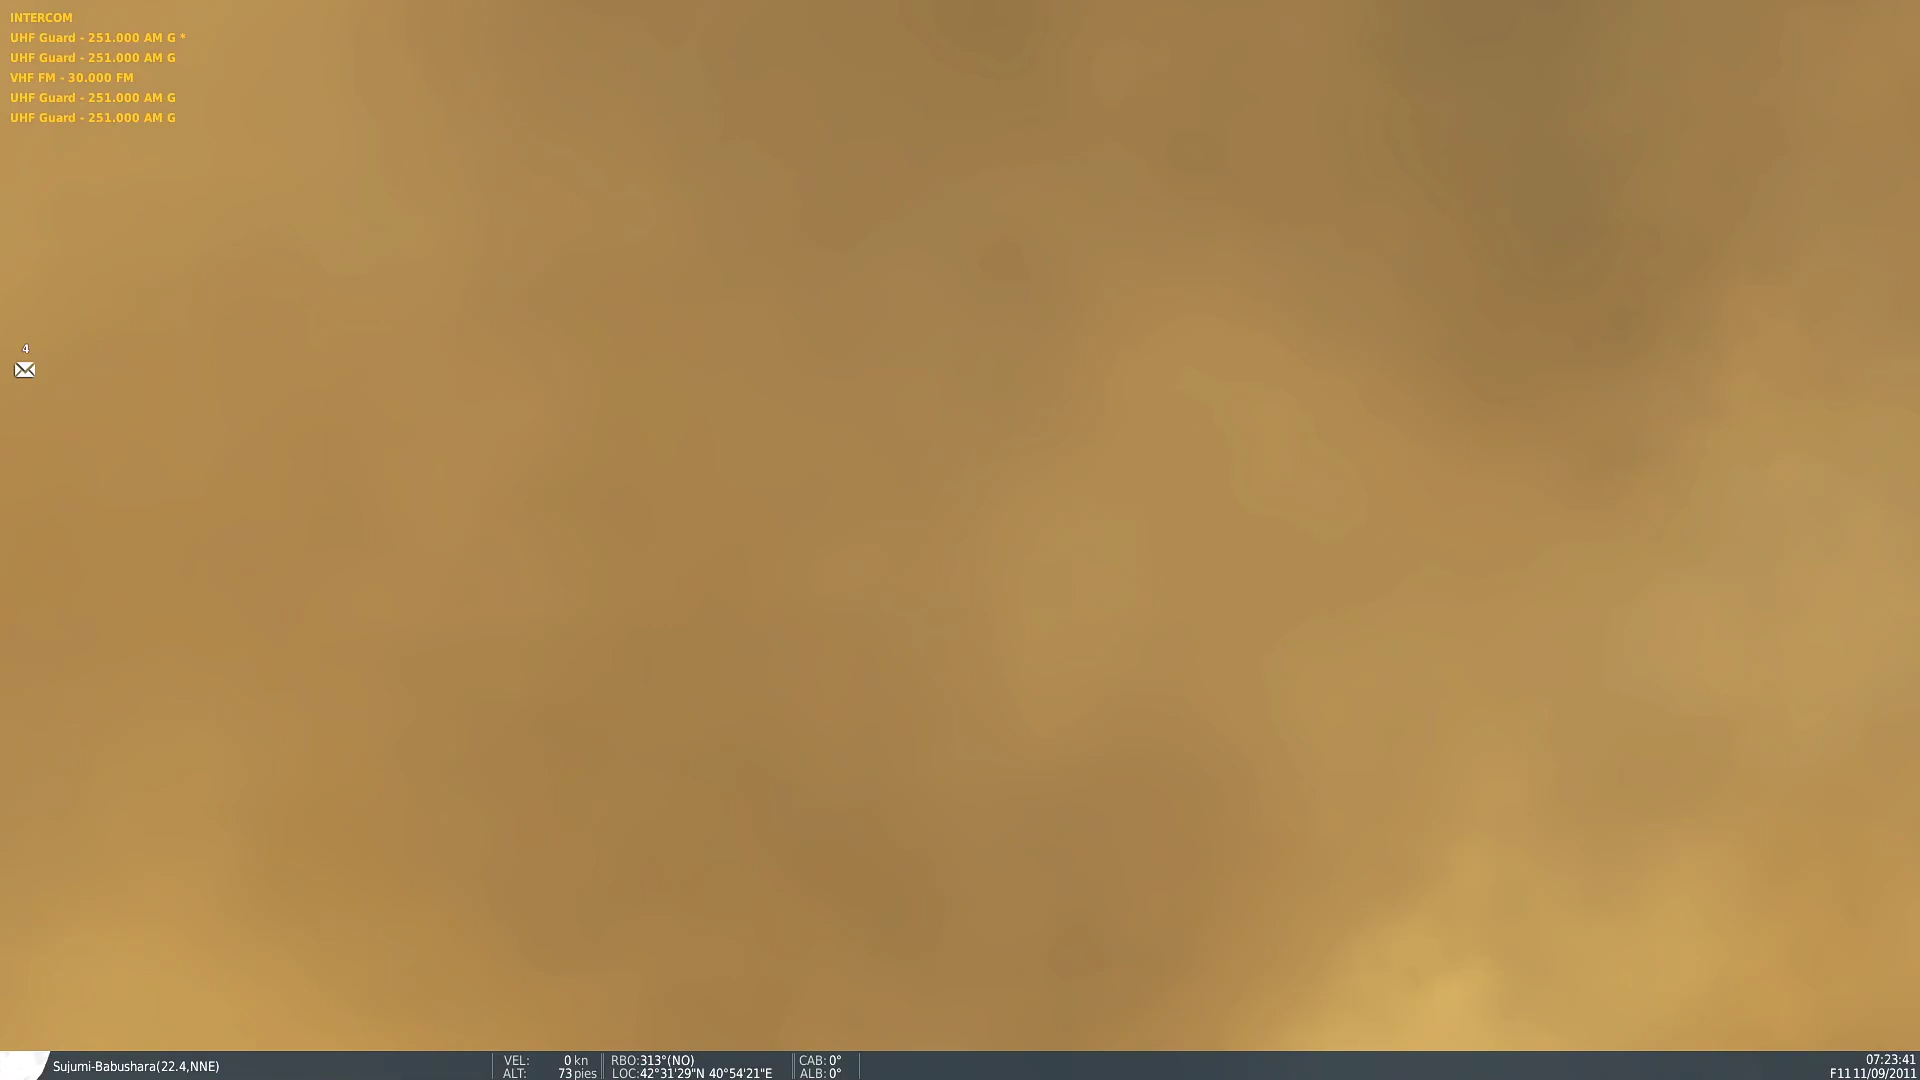 INTERCOM
UHF Guard - 251.000 AM G *
UHF Guard - 251.000 AM G
VHF FM - 30.000 FM
UHF Guard - 251.000 AM G
UHF Guard - 251.000 AM G
4
Sujumi-Babushara(22.4,NNE)
VEL: 0 kn
ALT: 73 pies
RBO:313°(NO)
LOC:42°31'29"N 40°54'21"E
CAB: 0°
ALB: 0°
07:23:41
F11 11/09/2011